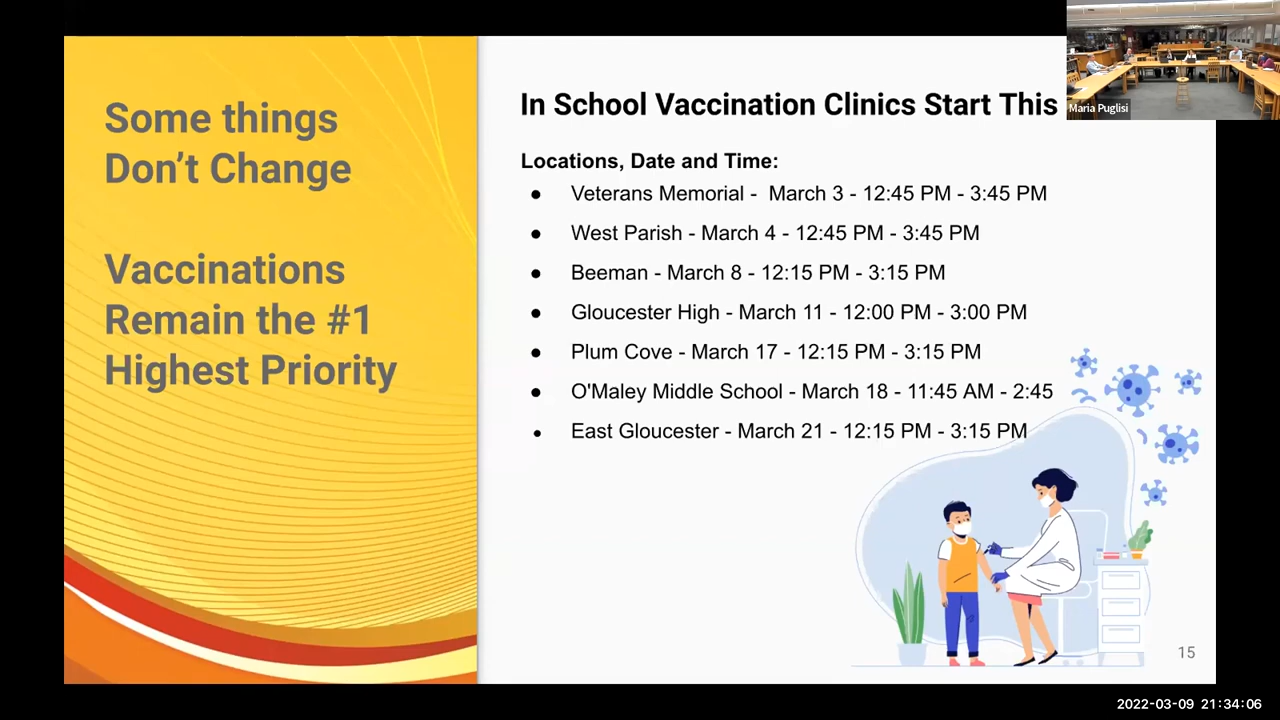 Some things
Don't Change
Vaccinations
Remain the #1
Highest Priority
In School Vaccination Clinics Start This
Locations, Date and Time:
● Veterans Memorial - March 3 - 12:45 PM - 3:45 PM
● West Parish - March 4 - 12:45 PM - 3:45 PM
● Beeman - March 8 - 12:15 PM - 3:15 PM
● Gloucester High - March 11 - 12:00 PM - 3:00 PM
● Plum Cove - March 17 - 12:15 PM - 3:15 PM
● O'Maley Middle School - March 18 - 11:45 AM - 2:45
● East Gloucester - March 21 - 12:15 PM - 3:15 PM
15
Maria Puglisi
2022-03-09 21:34:06